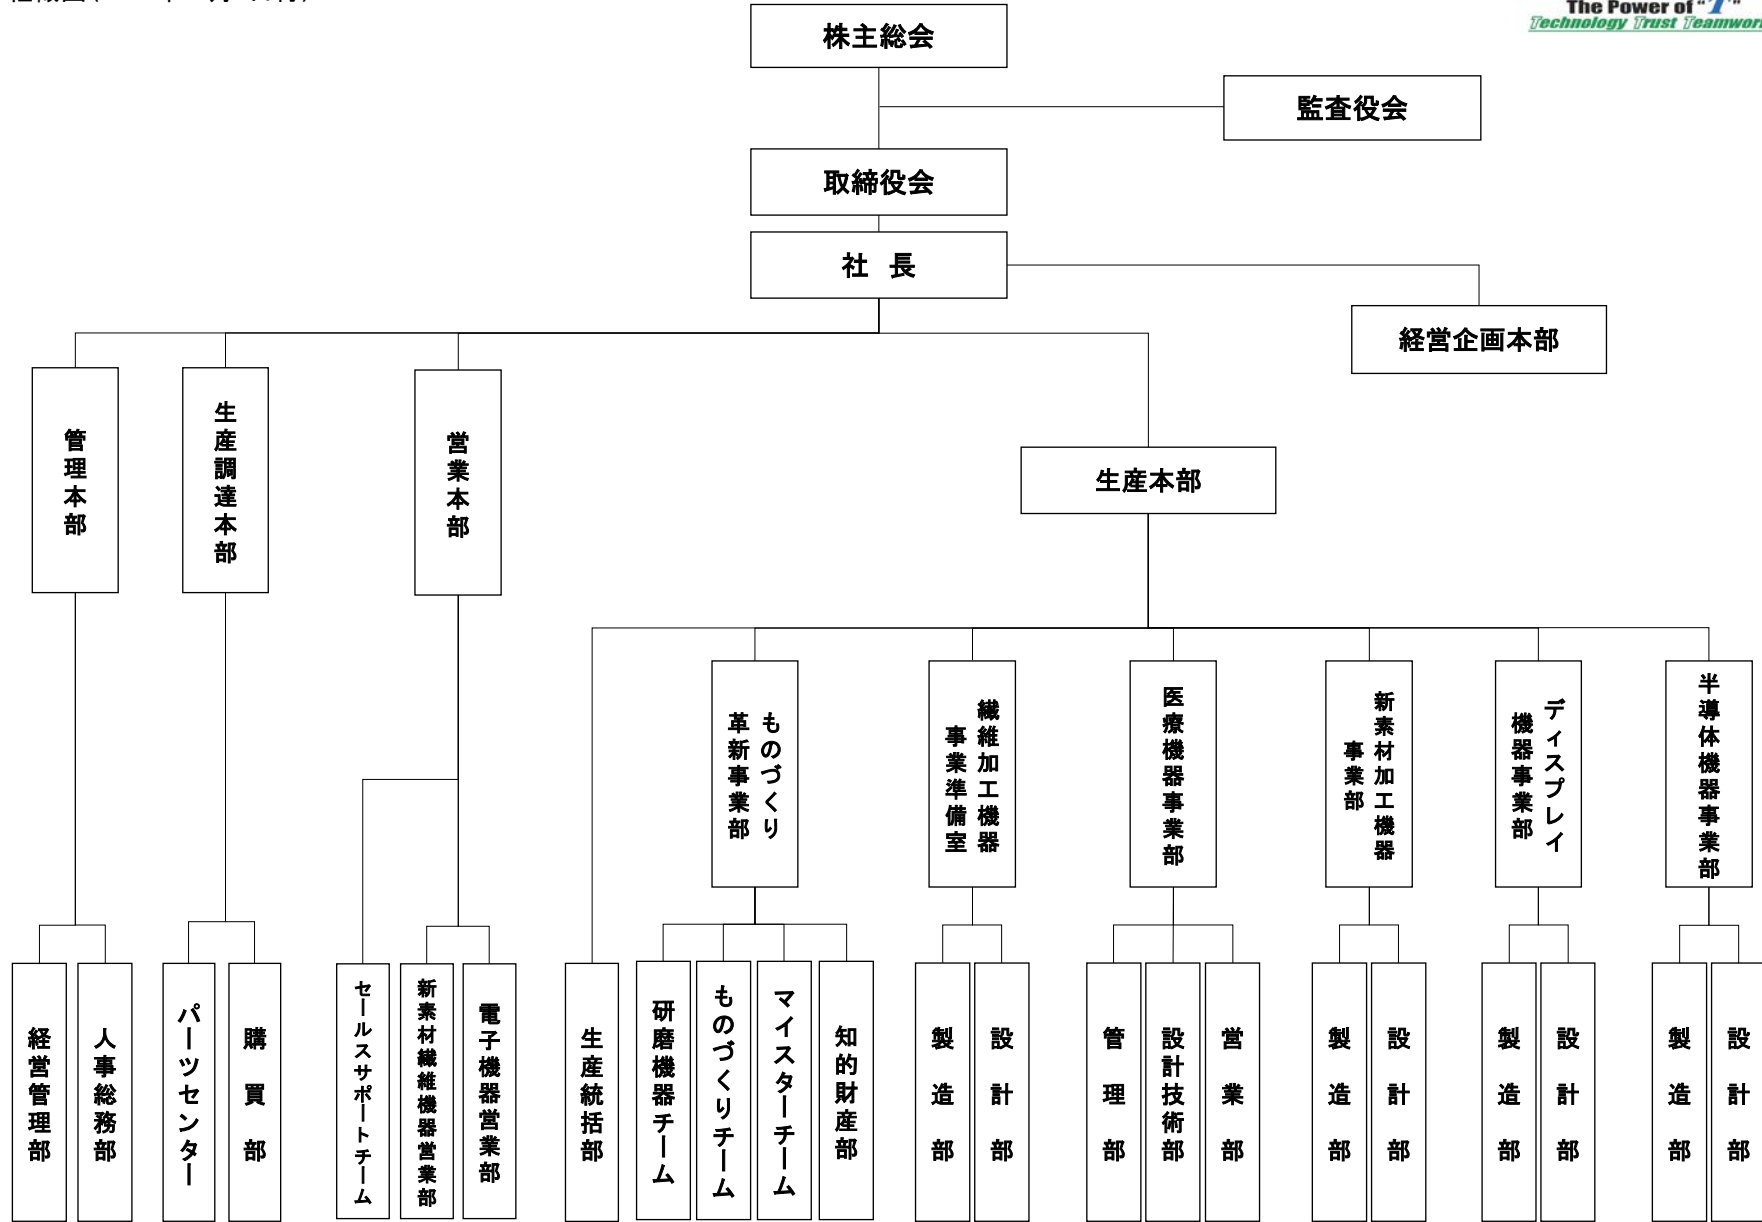 The Power of "T"
Technology Trust Teamwork
株主総会
監査役会
取締役会
社 長
経営企画本部
管理本部
生産調達本部
営業本部
生産本部
ものづくり
革新事業部
繊維加工機器
事業準備室
医療機器事業部
新素材加工機器
事業部
ディスプレイ
機器事業部
半導体機器事業部
経営管理部
人事総務部
パーツセンター
購買部
セールスサポートチーム
新素材繊維機器営業部
電子機器営業部
生産統括部
研磨機器チーム
ものづくりチーム
マイスターチーム
知的財産部
製造部
設計部
管理部
設計技術部
営業部
製造部
設計部
製造部
設計部
製造部
設計部